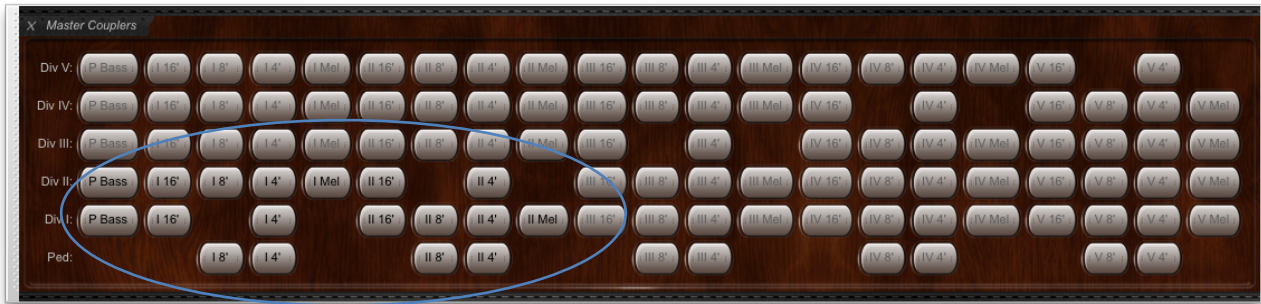 X Master Couplers
Div V: P Bass I 16' I 8' I 4' I Mel II 16' II 8' II 4' II Mel III 16' III 8' III 4' III Mel IV 16' IV 8' IV 4' IV Mel V 16' V 4'
Div IV: P Bass I 16' I 8' I 4' I Mel II 16' II 8' II 4' II Mel III 16' III 8' III 4' III Mel IV 16' IV 4' V 16' V 8' V 4' V Mel
Div III: P Bass I 16' I 8' I 4' I Mel II 16' II 8' II 4' II Mel III 16' III 4' IV 16' IV 8' IV 4' IV Mel V 16' V 8' V 4' V Mel
Div II: P Bass I 16' I 8' I 4' I Mel II 16' II 4' III 16' III 8' III 4' III Mel IV 16' IV 8' IV 4' IV Mel V 16' V 8' V 4' V Mel
Div I: P Bass I 16' I 4' II 16' II 8' II 4' II Mel III 16' III 8' III 4' III Mel IV 16' IV 8' IV 4' IV Mel V 16' V 8' V 4' V Mel
Ped: I 8' I 4' II 8' II 4' III 8' III 4' IV 8' IV 4' V 8' V 4'